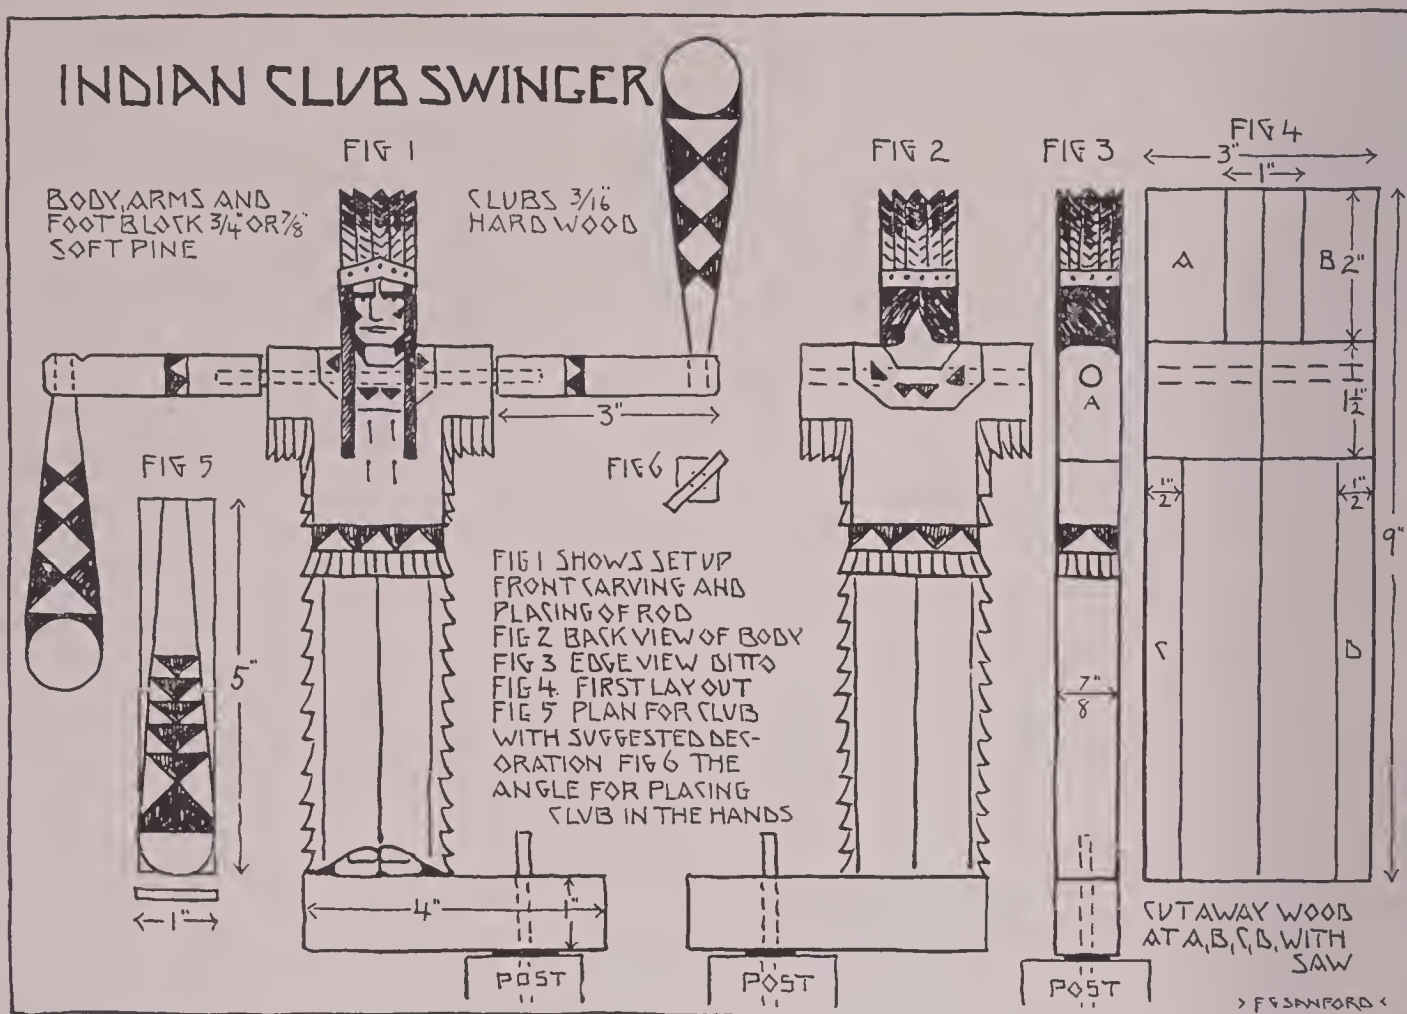 INDIAN CLUB SWINGER
FIG 1
BODY, ARMS AND
FOOT BLOCK 3/4" OR 7/8"
SOFT PINE
CLUBS 3/16"
HARD WOOD
3"
FIG 2
FIG 3
A
7"
8
FIG 4
3"
1"
A
B
2"
1 1/2"
1/2"
1/2"
9"
C
D
FIG 5
5"
1"
FIG 6
FIG 1 SHOWS SET UP
FRONT CARVING AND
PLACING OF ROD
FIG 2 BACK VIEW OF BODY
FIG 3 EDGE VIEW DITTO
FIG 4. FIRST LAY OUT
FIG 5 PLAN FOR CLUB
WITH SUGGESTED DEC-
ORATION FIG 6 THE
ANGLE FOR PLACING
CLUB IN THE HANDS
4"
1"
POST
POST
POST
CUT AWAY WOOD
AT A, B, C, D, WITH
SAW
> F G SANFORD <